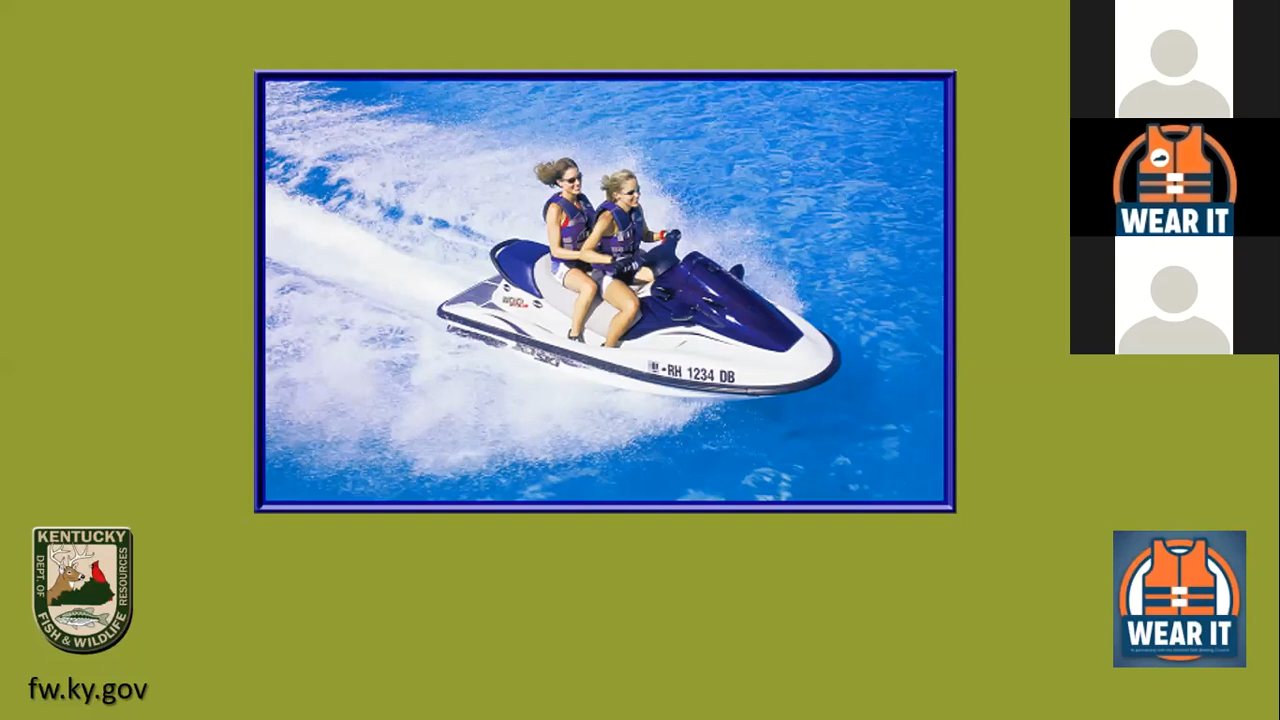 WEAR IT
RH 1234 DB
KENTUCKY
DEPT. OF
FISH & WILDLIFE
RESOURCES
fw.ky.gov
WEAR IT